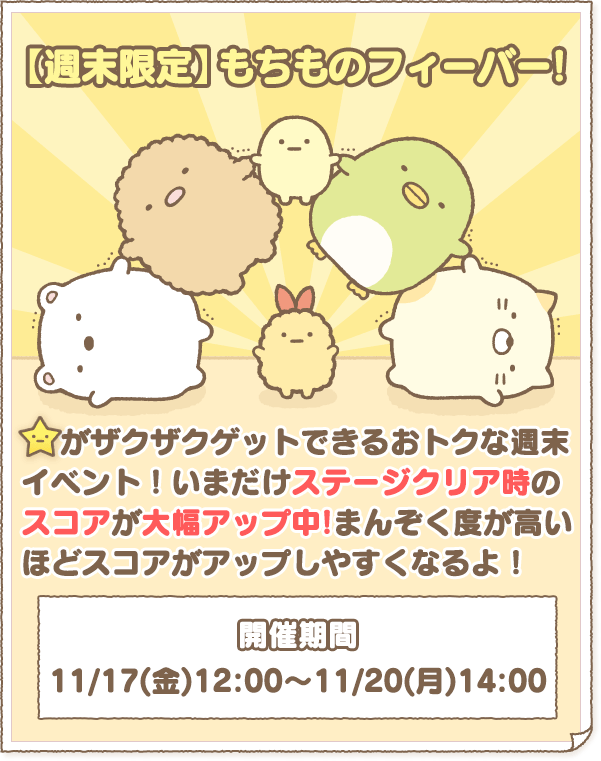 【週末限定】もちものフィーバー!
がザクザクゲットできるおトクな週末
イベント！いまだけステージクリア時の
スコアが大幅アップ中!まんぞく度が高い
ほどスコアがアップしやすくなるよ！
開催期間
11/17(金)12:00～11/20(月)14:00